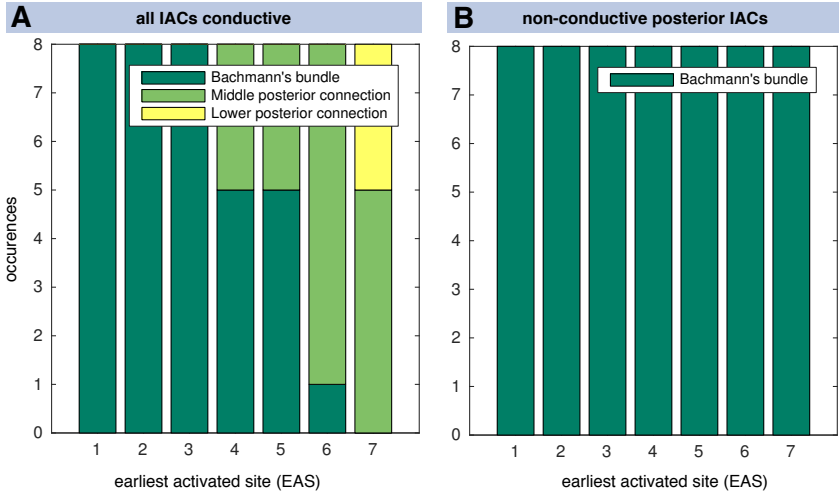 A all IACs conductive
8
7
6
5
4
3
2
1
0
occurences
Bachmann's bundle
Middle posterior connection
Lower posterior connection
1 2 3 4 5 6 7
earliest activated site (EAS)
B non-conductive posterior IACs
8
7
6
5
4
3
2
1
0
Bachmann's bundle
1 2 3 4 5 6 7
earliest activated site (EAS)